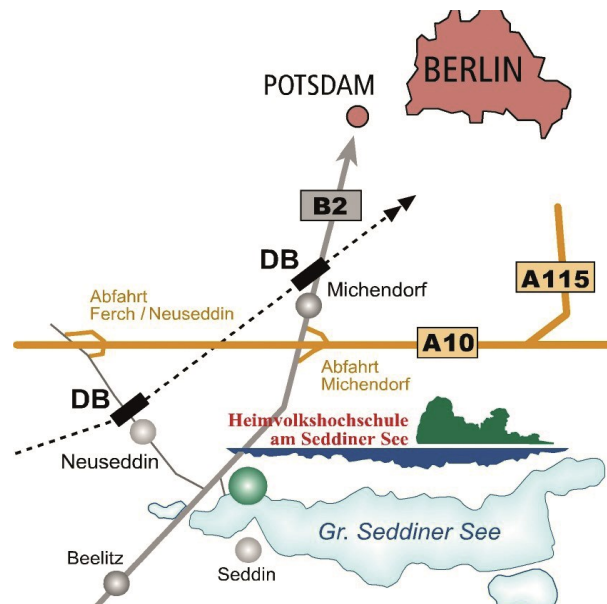 BERLIN
POTSDAM
B2
DB
Michendorf
A115
Abfahrt
Ferch / Neuseddin
A10
Abfahrt
Michendorf
DB
Neuseddin
Heimvolkshochschule
am Seddiner See
Gr. Seddiner See
Beelitz
Seddin